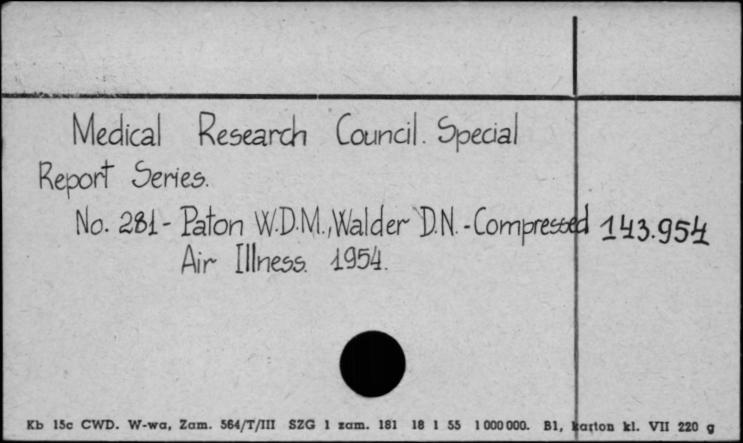 Medical Research Council. Special
Report Series.
No. 281 - Paton W.D.M., Walder D.N. - Compressed 143.954
Air Illness. 1954.
Kb 15c CWD. W-wa, Zam. 564/T/III SZG 1 zam. 181 18 1 55 1 000 000. B1, karton kl. VII 220 g